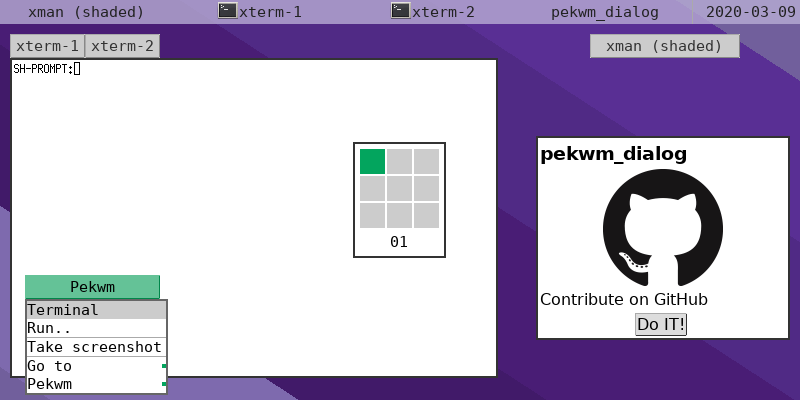 xman (shaded) xterm-1 xterm-2 pekwm_dialog 2020-03-09
xterm-1 xterm-2 xman (shaded)
SH-PROMPT:
pekwm_dialog
01
Pekwm
Terminal
Run..
Take screenshot
Go to
Pekwm
Contribute on GitHub
Do IT!